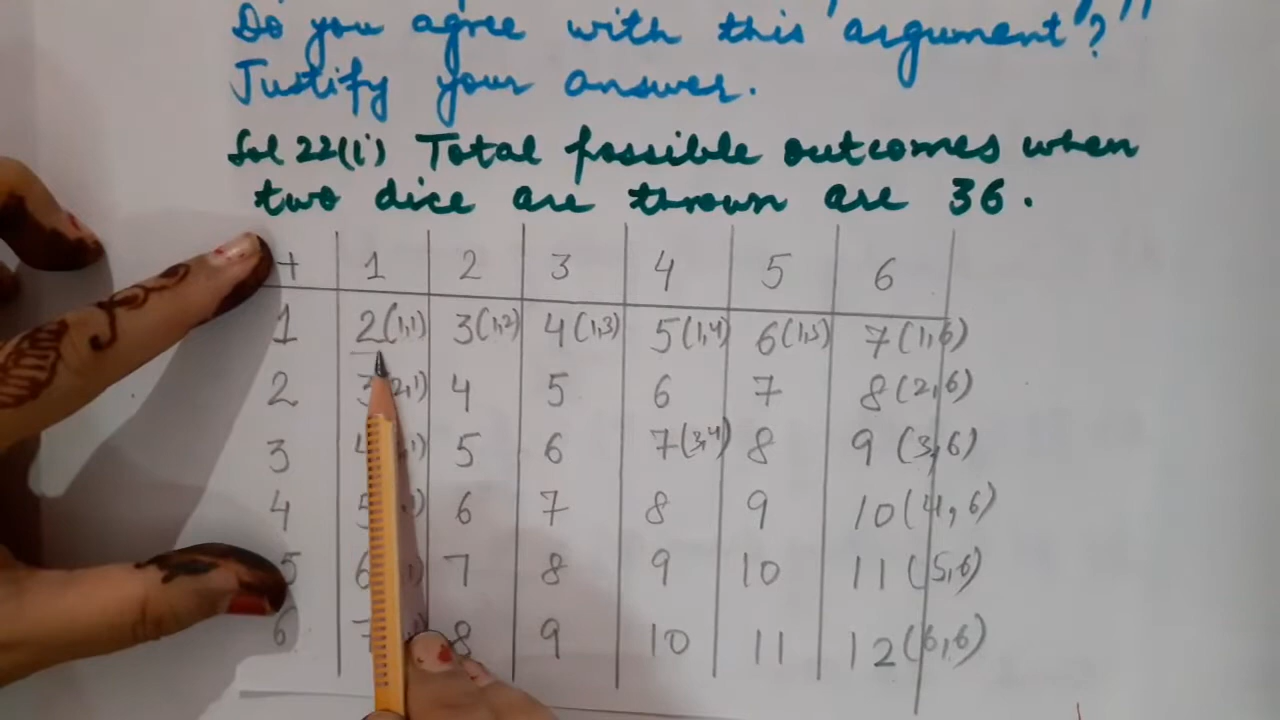 Do you agree with this argument"?"
Justify your answer.
Sol 22(i) Total possible outcomes when
two dice are thrown are 36.
+ 1 2 3 4 5 6
1 2(1,1) 3(1,2) 4(1,3) 5(1,4) 6(1,5) 7(1,6)
2 3(2,1) 4 5 6 7 8(2,6)
3 5 6 7(3,4) 8 9 (3,6)
4 6 7 8 9 10(4,6)
5 7 8 9 10 11 (5,6)
6 8 9 10 11 12(6,6)